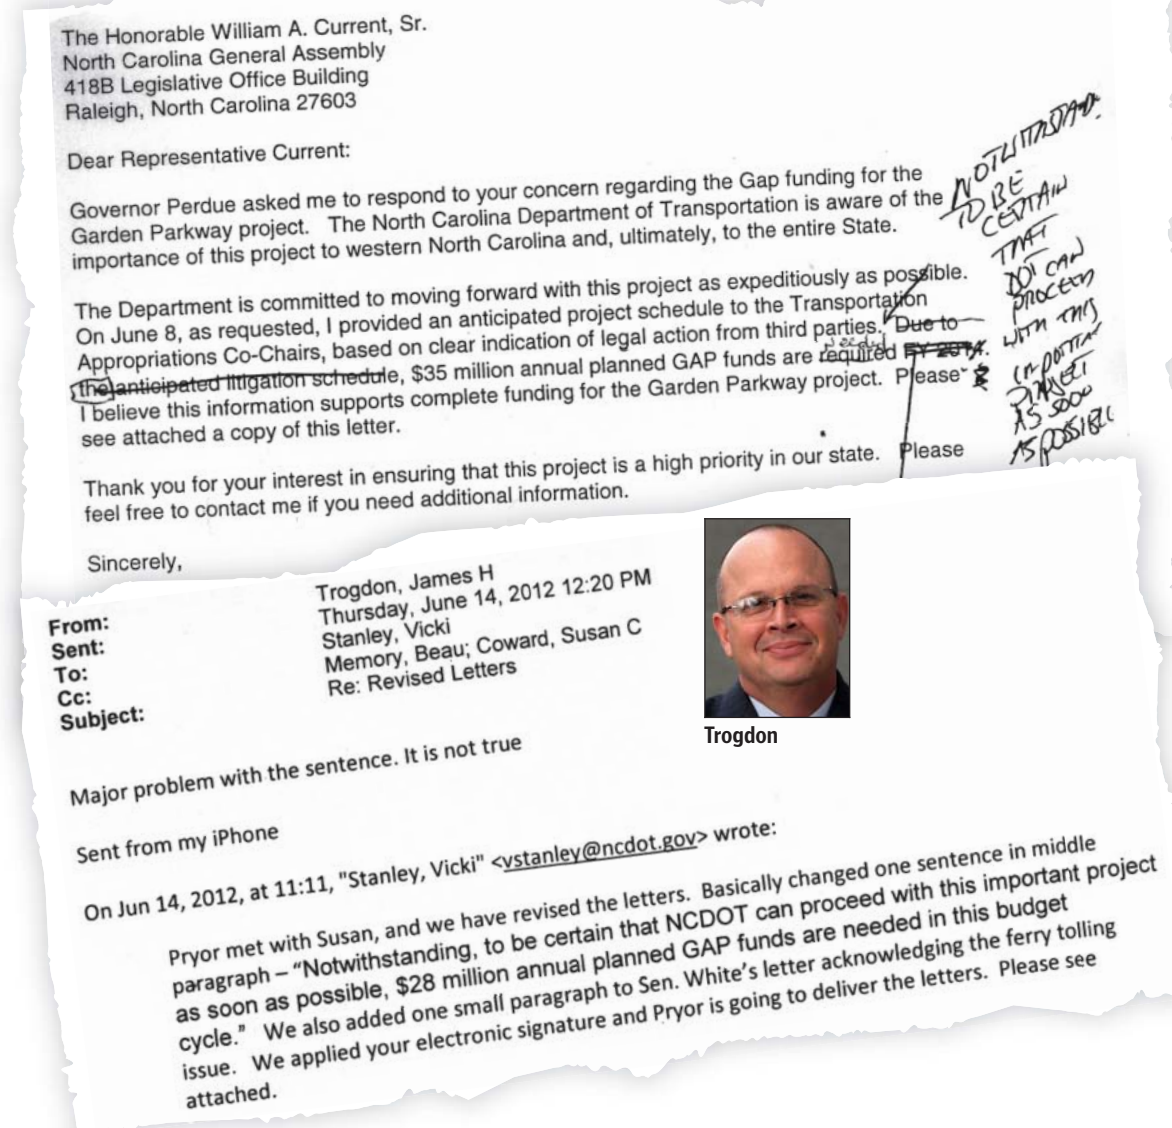 The Honorable William A. Current, Sr.
North Carolina General Assembly
418B Legislative Office Building
Raleigh, North Carolina 27603
Dear Representative Current:
Governor Perdue asked me to respond to your concern regarding the Gap funding for the
Garden Parkway project. The North Carolina Department of Transportation is aware of the
importance of this project to western North Carolina and, ultimately, to the entire State.
The Department is committed to moving forward with this project as expeditiously as possible.
On June 8, as requested, I provided an anticipated project schedule to the Transportation
Appropriations Co-Chairs, based on clear indication of legal action from third parties. Due to
needed
the anticipated litigation schedule, $35 million annual planned GAP funds are required
I believe this information supports complete funding for the Garden Parkway project. Please
see attached a copy of this letter.
Thank you for your interest in ensuring that this project is a high priority in our state. Please
feel free to contact me if you need additional information.
Sincerely,
NOTWITHSTAND.
TO BE
CERTAIN
THAT
DOT CAN
PROCEED
WITH THIS
IMPORTANT
PROJECT
AS SOON
AS POSSIBLE
From: Trogdon, James H
Sent: Thursday, June 14, 2012 12:20 PM
To: Stanley, Vicki
Cc: Memory, Beau; Coward, Susan C
Subject: Re: Revised Letters
Trogdon
Major problem with the sentence. It is not true
Sent from my iPhone
On Jun 14, 2012, at 11:11, "Stanley, Vicki" <vstanley@ncdot.gov> wrote:
Pryor met with Susan, and we have revised the letters. Basically changed one sentence in middle
paragraph – “Notwithstanding, to be certain that NCDOT can proceed with this important project
as soon as possible, $28 million annual planned GAP funds are needed in this budget
cycle.” We also added one small paragraph to Sen. White’s letter acknowledging the ferry tolling
issue. We applied your electronic signature and Pryor is going to deliver the letters. Please see
attached.